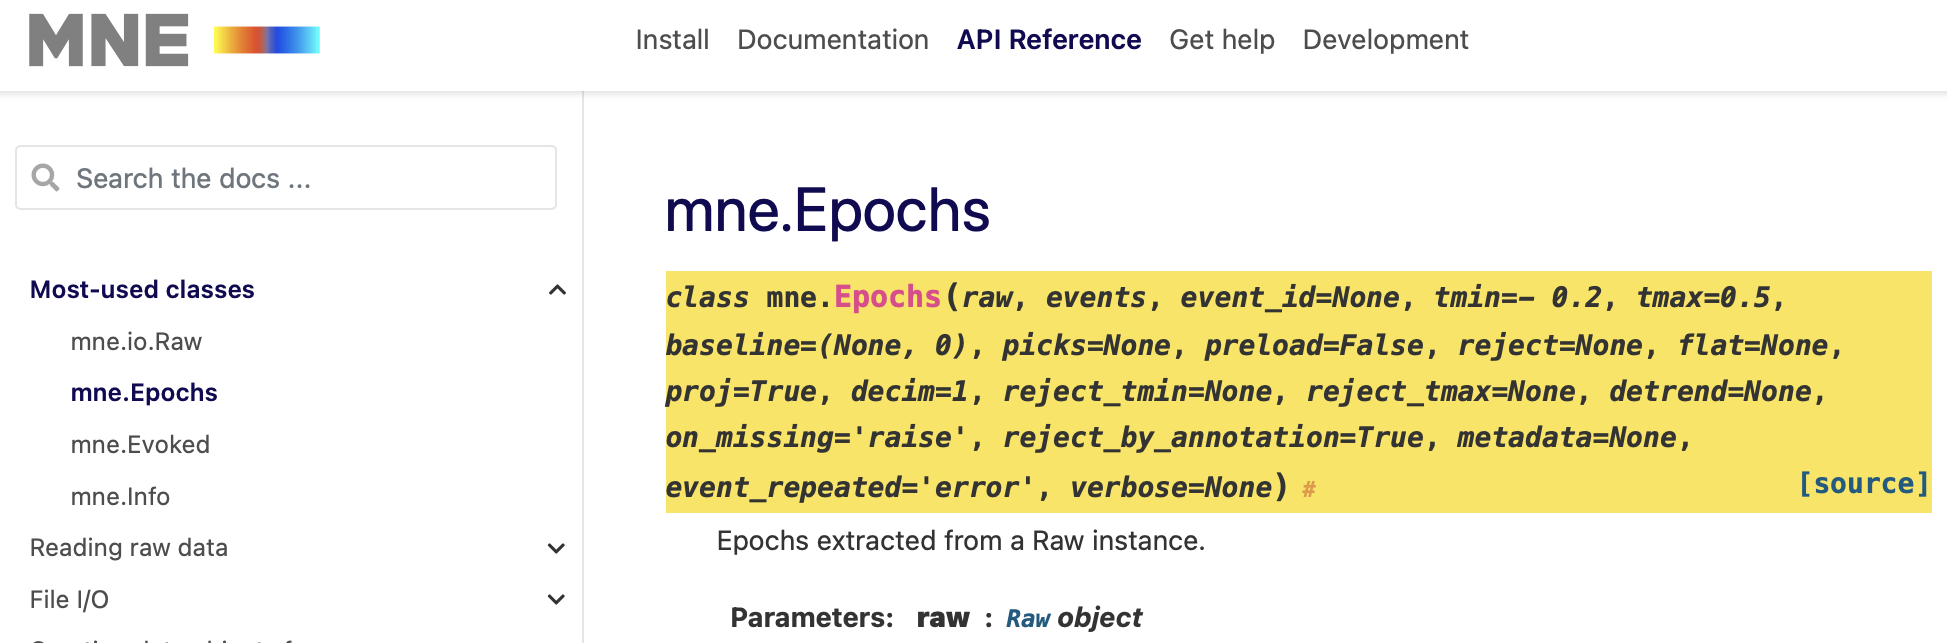 MNE
Install Documentation API Reference Get help Development
Search the docs ...
Most-used classes
mne.io.Raw
mne.Epochs
mne.Evoked
mne.Info
Reading raw data
File I/O
mne.Epochs
class mne.Epochs(raw, events, event_id=None, tmin=- 0.2, tmax=0.5,
baseline=(None, 0), picks=None, preload=False, reject=None, flat=None,
proj=True, decim=1, reject_tmin=None, reject_tmax=None, detrend=None,
on_missing='raise', reject_by_annotation=True, metadata=None,
event_repeated='error', verbose=None) # [source]
Epochs extracted from a Raw instance.
Parameters: raw : Raw object